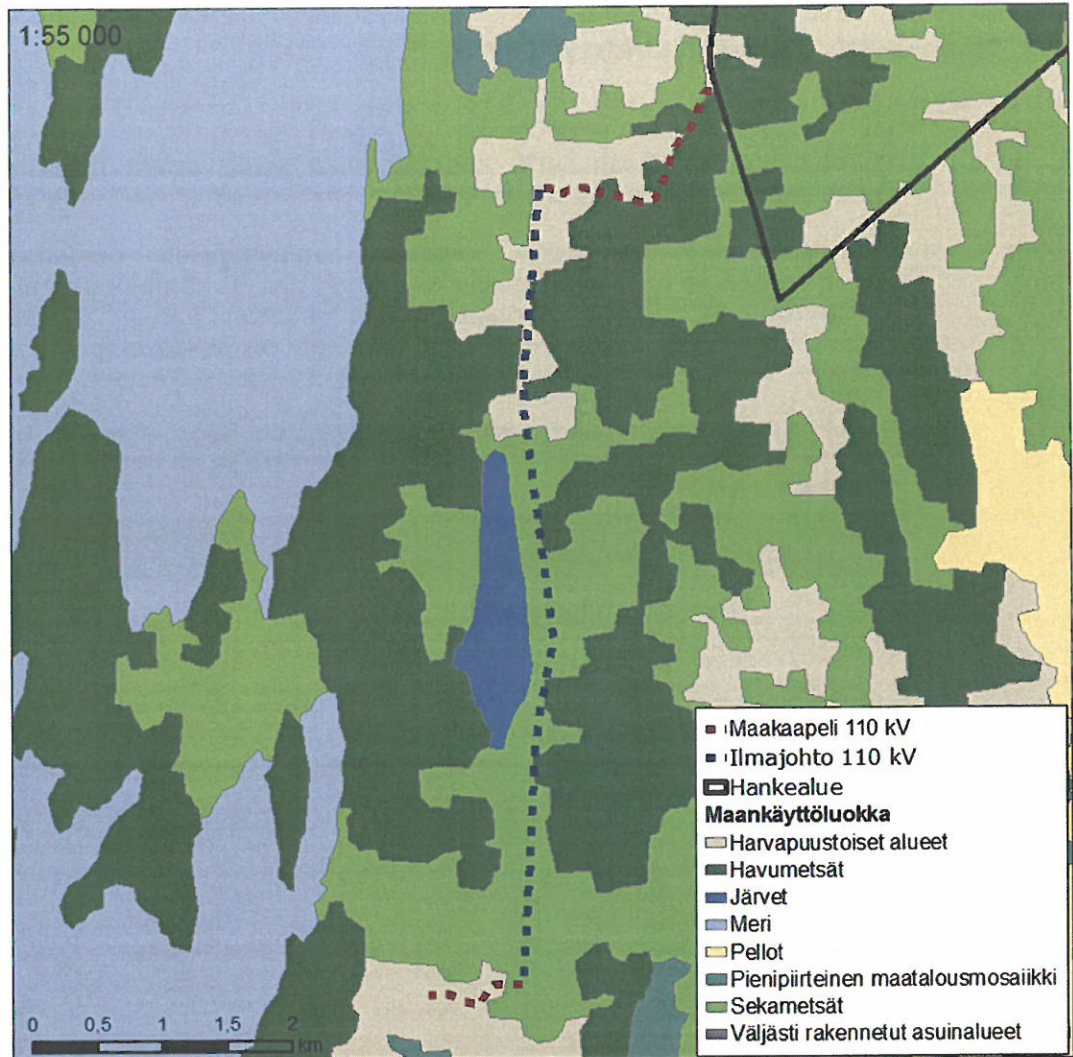 1:55 000
Maakaapeli 110 kV
Ilmajohto 110 kV
Hankealue
Maankäyttöluokka
Harvapuustoiset alueet
Havumetsät
Järvet
Meri
Pellot
Pienipiirteinen maatalousmosaiikki
Sekametsät
Väljästi rakennetut asuinalueet
0 0,5 1 1,5 2
km